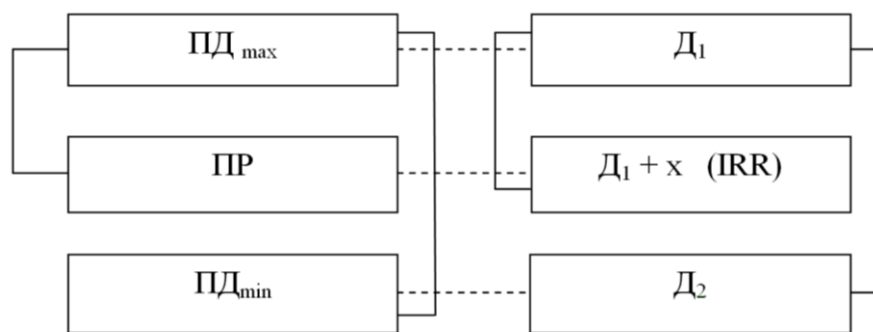 ПД max Д₁
ПР Д₁ + х (IRR)
ПДmin Д₂